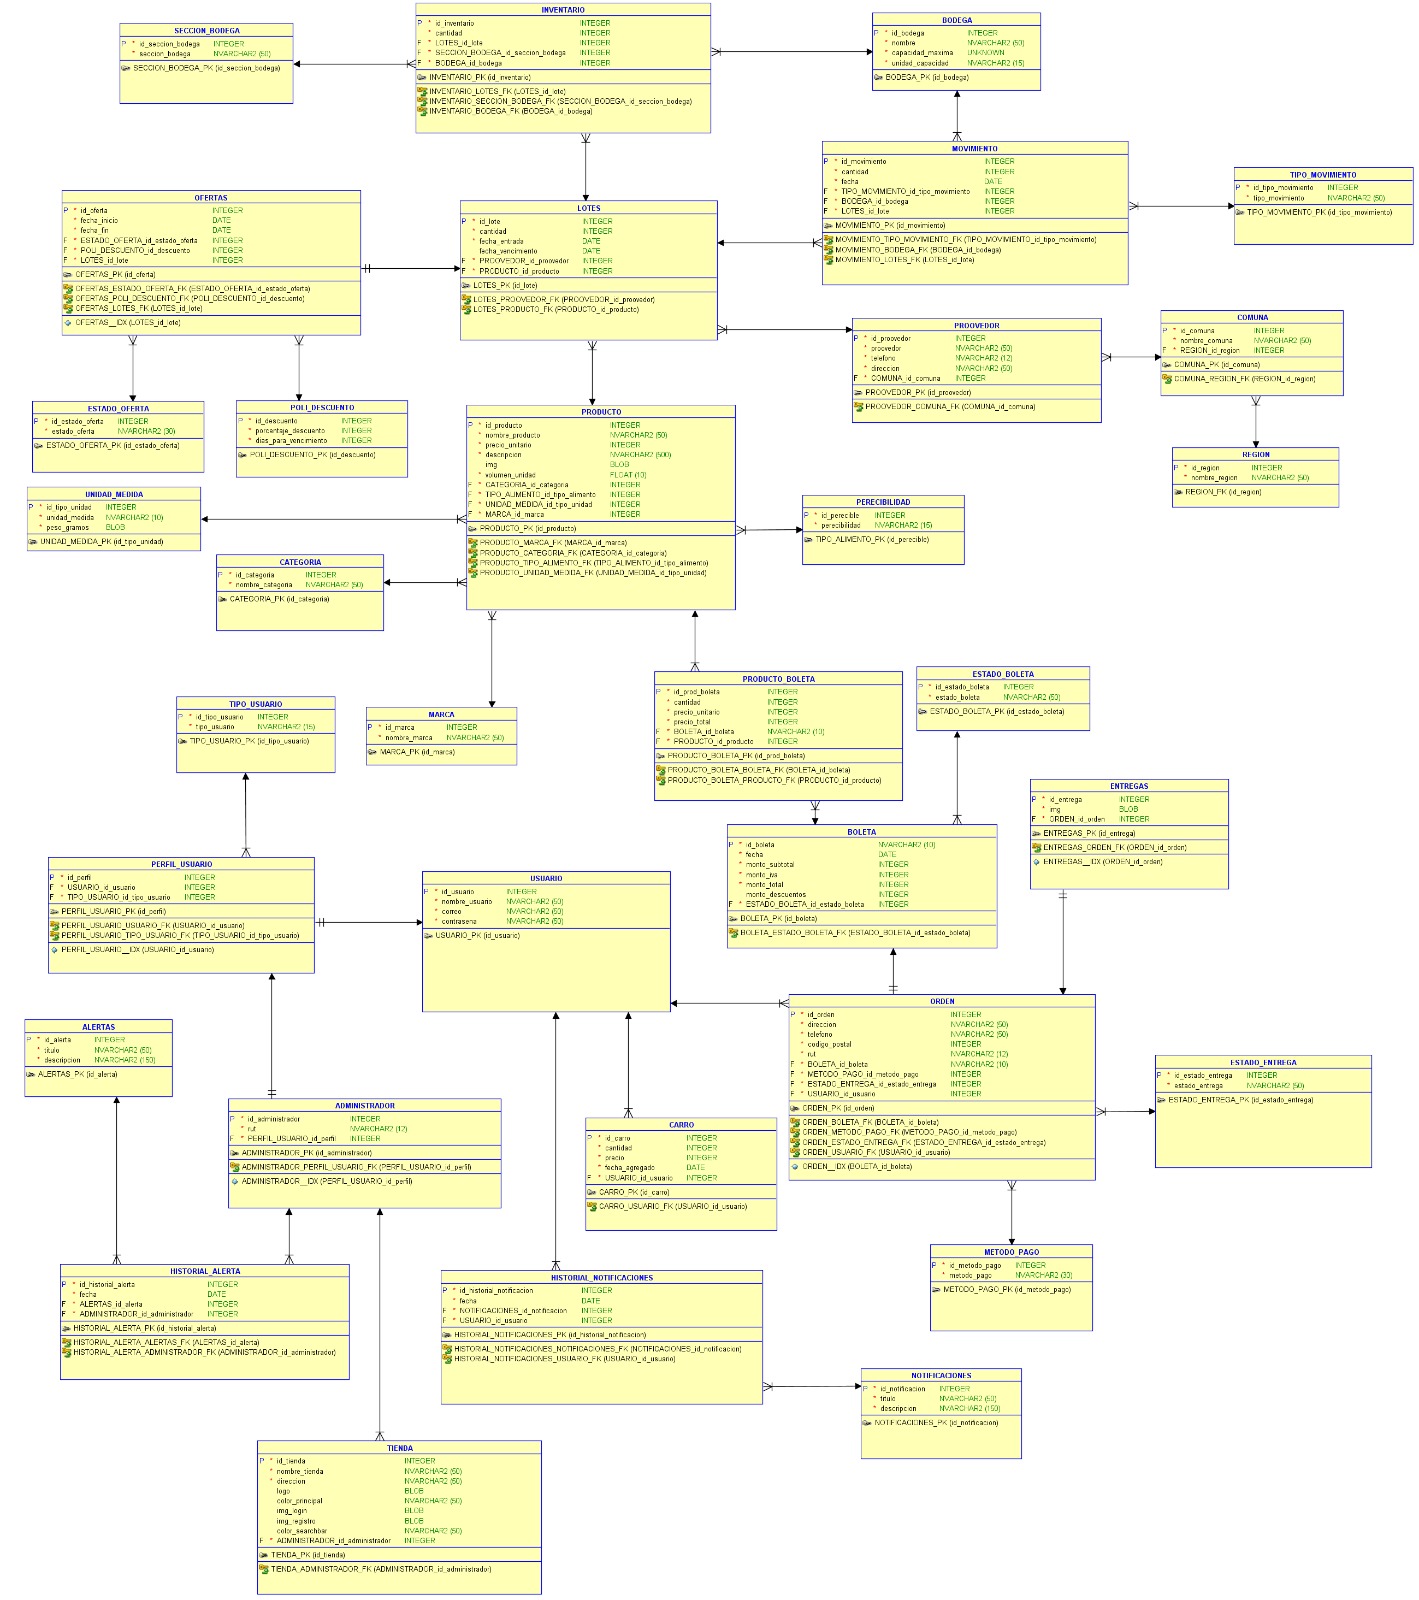 INVENTARIO
P * id_inventario INTEGER
* cantidad INTEGER
F * LOTES_id_lote INTEGER
F * SECCION_BODEGA_id_seccion_bodega INTEGER
F * BODEGA_id_bodega INTEGER
INVENTARIO_PK (id_inventario)
INVENTARIO_LOTES_FK (LOTES_id_lote)
INVENTARIO_SECCION_BODEGA_FK (SECCION_BODEGA_id_seccion_bodega)
INVENTARIO_BODEGA_FK (BODEGA_id_bodega)
SECCION_BODEGA
P * id_seccion_bodega INTEGER
* seccion_bodega NVARCHAR2 (50)
SECCION_BODEGA_PK (id_seccion_bodega)
BODEGA
P * id_bodega INTEGER
* nombre NVARCHAR2 (50)
* capacidad_maxima UNKNOWN
* unidad_capacidad NVARCHAR2 (15)
BODEGA_PK (id_bodega)
MOVIMIENTO
P * id_movimiento INTEGER
* cantidad INTEGER
* fecha DATE
F * TIPO_MOVIMIENTO_id_tipo_movimiento INTEGER
F * BODEGA_id_bodega INTEGER
F * LOTES_id_lote INTEGER
MOVIMIENTO_PK (id_movimiento)
MOVIMIENTO_TIPO_MOVIMIENTO_FK (TIPO_MOVIMIENTO_id_tipo_movimiento)
MOVIMIENTO_BODEGA_FK (BODEGA_id_bodega)
MOVIMIENTO_LOTES_FK (LOTES_id_lote)
TIPO_MOVIMIENTO
P * id_tipo_movimiento INTEGER
* tipo_movimiento NVARCHAR2 (50)
TIPO_MOVIMIENTO_PK (id_tipo_movimiento)
OFERTAS
P * id_oferta INTEGER
* fecha_inicio DATE
* fecha_fin DATE
F * ESTADO_OFERTA_id_estado_oferta INTEGER
F * POLI_DESCUENTO_id_descuento INTEGER
F * LOTES_id_lote INTEGER
OFERTAS_PK (id_oferta)
OFERTAS_ESTADO_OFERTA_FK (ESTADO_OFERTA_id_estado_oferta)
OFERTAS_POLI_DESCUENTO_FK (POLI_DESCUENTO_id_descuento)
OFERTAS_LOTES_FK (LOTES_id_lote)
OFERTAS__IDX (LOTES_id_lote)
LOTES
P * id_lote INTEGER
* cantidad INTEGER
* fecha_entrada DATE
fecha_vencimiento DATE
F * PROOVEDOR_id_proovedor INTEGER
F * PRODUCTO_id_producto INTEGER
LOTES_PK (id_lote)
LOTES_PROOVEDOR_FK (PROOVEDOR_id_proovedor)
LOTES_PRODUCTO_FK (PRODUCTO_id_producto)
PROOVEDOR
P * id_proovedor INTEGER
* proovedor NVARCHAR2 (50)
* telefono NVARCHAR2 (12)
* direccion NVARCHAR2 (50)
F * COMUNA_id_comuna INTEGER
PROOVEDOR_PK (id_proovedor)
PROOVEDOR_COMUNA_FK (COMUNA_id_comuna)
COMUNA
P * id_comuna INTEGER
* nombre_comuna NVARCHAR2 (50)
F * REGION_id_region INTEGER
COMUNA_PK (id_comuna)
COMUNA_REGION_FK (REGION_id_region)
REGION
P * id_region INTEGER
* nombre_region NVARCHAR2 (50)
REGION_PK (id_region)
ESTADO_OFERTA
P * id_estado_oferta INTEGER
* estado_oferta NVARCHAR2 (30)
ESTADO_OFERTA_PK (id_estado_oferta)
POLI_DESCUENTO
P * id_descuento INTEGER
* porcentaje_descuento INTEGER
* dias_para_vencimiento INTEGER
POLI_DESCUENTO_PK (id_descuento)
PRODUCTO
P * id_producto INTEGER
* nombre_producto NVARCHAR2 (50)
* precio_unitario INTEGER
* descripcion NVARCHAR2 (500)
img BLOB
* volumen_unidad FLOAT (10)
F * CATEGORIA_id_categoria INTEGER
F * TIPO_ALIMENTO_id_tipo_alimento INTEGER
F * UNIDAD_MEDIDA_id_tipo_unidad INTEGER
F * MARCA_id_marca INTEGER
PRODUCTO_PK (id_producto)
PRODUCTO_MARCA_FK (MARCA_id_marca)
PRODUCTO_CATEGORIA_FK (CATEGORIA_id_categoria)
PRODUCTO_TIPO_ALIMENTO_FK (TIPO_ALIMENTO_id_tipo_alimento)
PRODUCTO_UNIDAD_MEDIDA_FK (UNIDAD_MEDIDA_id_tipo_unidad)
UNIDAD_MEDIDA
P * id_tipo_unidad INTEGER
* unidad_medida NVARCHAR2 (10)
* peso_gramos BLOB
UNIDAD_MEDIDA_PK (id_tipo_unidad)
PERECIBILIDAD
P * id_perecible INTEGER
* perecibilidad NVARCHAR2 (15)
TIPO_ALIMENTO_PK (id_perecible)
CATEGORIA
P * id_categoria INTEGER
* nombre_categoria NVARCHAR2 (50)
CATEGORIA_PK (id_categoria)
TIPO_USUARIO
P * id_tipo_usuario INTEGER
* tipo_usuario NVARCHAR2 (15)
TIPO_USUARIO_PK (id_tipo_usuario)
MARCA
P * id_marca INTEGER
* nombre_marca NVARCHAR2 (50)
MARCA_PK (id_marca)
PRODUCTO_BOLETA
P * id_prod_boleta INTEGER
* cantidad INTEGER
* precio_unitario INTEGER
* precio_total INTEGER
F * BOLETA_id_boleta NVARCHAR2 (10)
F * PRODUCTO_id_producto INTEGER
PRODUCTO_BOLETA_PK (id_prod_boleta)
PRODUCTO_BOLETA_BOLETA_FK (BOLETA_id_boleta)
PRODUCTO_BOLETA_PRODUCTO_FK (PRODUCTO_id_producto)
ESTADO_BOLETA
P * id_estado_boleta INTEGER
* estado_boleta NVARCHAR2 (50)
ESTADO_BOLETA_PK (id_estado_boleta)
ENTREGAS
P * id_entrega INTEGER
* img BLOB
F * ORDEN_id_orden INTEGER
ENTREGAS_PK (id_entrega)
ENTREGAS_ORDEN_FK (ORDEN_id_orden)
ENTREGAS__IDX (ORDEN_id_orden)
BOLETA
P * id_boleta NVARCHAR2 (10)
* fecha DATE
* monto_subtotal INTEGER
* monto_iva INTEGER
* monto_total INTEGER
monto_descuentos INTEGER
F * ESTADO_BOLETA_id_estado_boleta INTEGER
BOLETA_PK (id_boleta)
BOLETA_ESTADO_BOLETA_FK (ESTADO_BOLETA_id_estado_boleta)
PERFIL_USUARIO
P * id_perfil INTEGER
F * USUARIO_id_usuario INTEGER
F * TIPO_USUARIO_id_tipo_usuario INTEGER
PERFIL_USUARIO_PK (id_perfil)
PERFIL_USUARIO_USUARIO_FK (USUARIO_id_usuario)
PERFIL_USUARIO_TIPO_USUARIO_FK (TIPO_USUARIO_id_tipo_usuario)
PERFIL_USUARIO__IDX (USUARIO_id_usuario)
USUARIO
P * id_usuario INTEGER
* nombre_usuario NVARCHAR2 (50)
* correo NVARCHAR2 (50)
* contrasena NVARCHAR2 (50)
USUARIO_PK (id_usuario)
ORDEN
P * id_orden INTEGER
* direccion NVARCHAR2 (50)
* telefono NVARCHAR2 (50)
* codigo_postal INTEGER
* rut NVARCHAR2 (12)
F * BOLETA_id_boleta NVARCHAR2 (10)
F * METODO_PAGO_id_metodo_pago INTEGER
F * ESTADO_ENTREGA_id_estado_entrega INTEGER
F * USUARIO_id_usuario INTEGER
ORDEN_PK (id_orden)
ORDEN_BOLETA_FK (BOLETA_id_boleta)
ORDEN_METODO_PAGO_FK (METODO_PAGO_id_metodo_pago)
ORDEN_ESTADO_ENTREGA_FK (ESTADO_ENTREGA_id_estado_entrega)
ORDEN_USUARIO_FK (USUARIO_id_usuario)
ORDEN__IDX (BOLETA_id_boleta)
ALERTAS
P * id_alerta INTEGER
* titulo NVARCHAR2 (50)
* descripcion NVARCHAR2 (150)
ALERTAS_PK (id_alerta)
ESTADO_ENTREGA
P * id_estado_entrega INTEGER
* estado_entrega NVARCHAR2 (50)
ESTADO_ENTREGA_PK (id_estado_entrega)
ADMINISTRADOR
P * id_administrador INTEGER
* rut NVARCHAR2 (12)
F * PERFIL_USUARIO_id_perfil INTEGER
ADMINISTRADOR_PK (id_administrador)
ADMINISTRADOR_PERFIL_USUARIO_FK (PERFIL_USUARIO_id_perfil)
ADMINISTRADOR__IDX (PERFIL_USUARIO_id_perfil)
CARRO
P * id_carro INTEGER
* cantidad INTEGER
* precio INTEGER
* fecha_agregado DATE
F * USUARIO_id_usuario INTEGER
CARRO_PK (id_carro)
CARRO_USUARIO_FK (USUARIO_id_usuario)
METODO_PAGO
P * id_metodo_pago INTEGER
* metodo_pago NVARCHAR2 (30)
METODO_PAGO_PK (id_metodo_pago)
HISTORIAL_ALERTA
P * id_historial_alerta INTEGER
* fecha DATE
F * ALERTAS_id_alerta INTEGER
F * ADMINISTRADOR_id_administrador INTEGER
HISTORIAL_ALERTA_PK (id_historial_alerta)
HISTORIAL_ALERTA_ALERTAS_FK (ALERTAS_id_alerta)
HISTORIAL_ALERTA_ADMINISTRADOR_FK (ADMINISTRADOR_id_administrador)
HISTORIAL_NOTIFICACIONES
P * id_historial_notificacion INTEGER
* fecha DATE
F * NOTIFICACIONES_id_notificacion INTEGER
F * USUARIO_id_usuario INTEGER
HISTORIAL_NOTIFICACIONES_PK (id_historial_notificacion)
HISTORIAL_NOTIFICACIONES_NOTIFICACIONES_FK (NOTIFICACIONES_id_notificacion)
HISTORIAL_NOTIFICACIONES_USUARIO_FK (USUARIO_id_usuario)
NOTIFICACIONES
P * id_notificacion INTEGER
* titulo NVARCHAR2 (50)
* descripcion NVARCHAR2 (150)
NOTIFICACIONES_PK (id_notificacion)
TIENDA
P * id_tienda INTEGER
* nombre_tienda NVARCHAR2 (50)
* direccion NVARCHAR2 (50)
logo BLOB
color_principal NVARCHAR2 (50)
img_login BLOB
img_registro BLOB
color_searchbar NVARCHAR2 (50)
F * ADMINISTRADOR_id_administrador INTEGER
TIENDA_PK (id_tienda)
TIENDA_ADMINISTRADOR_FK (ADMINISTRADOR_id_administrador)